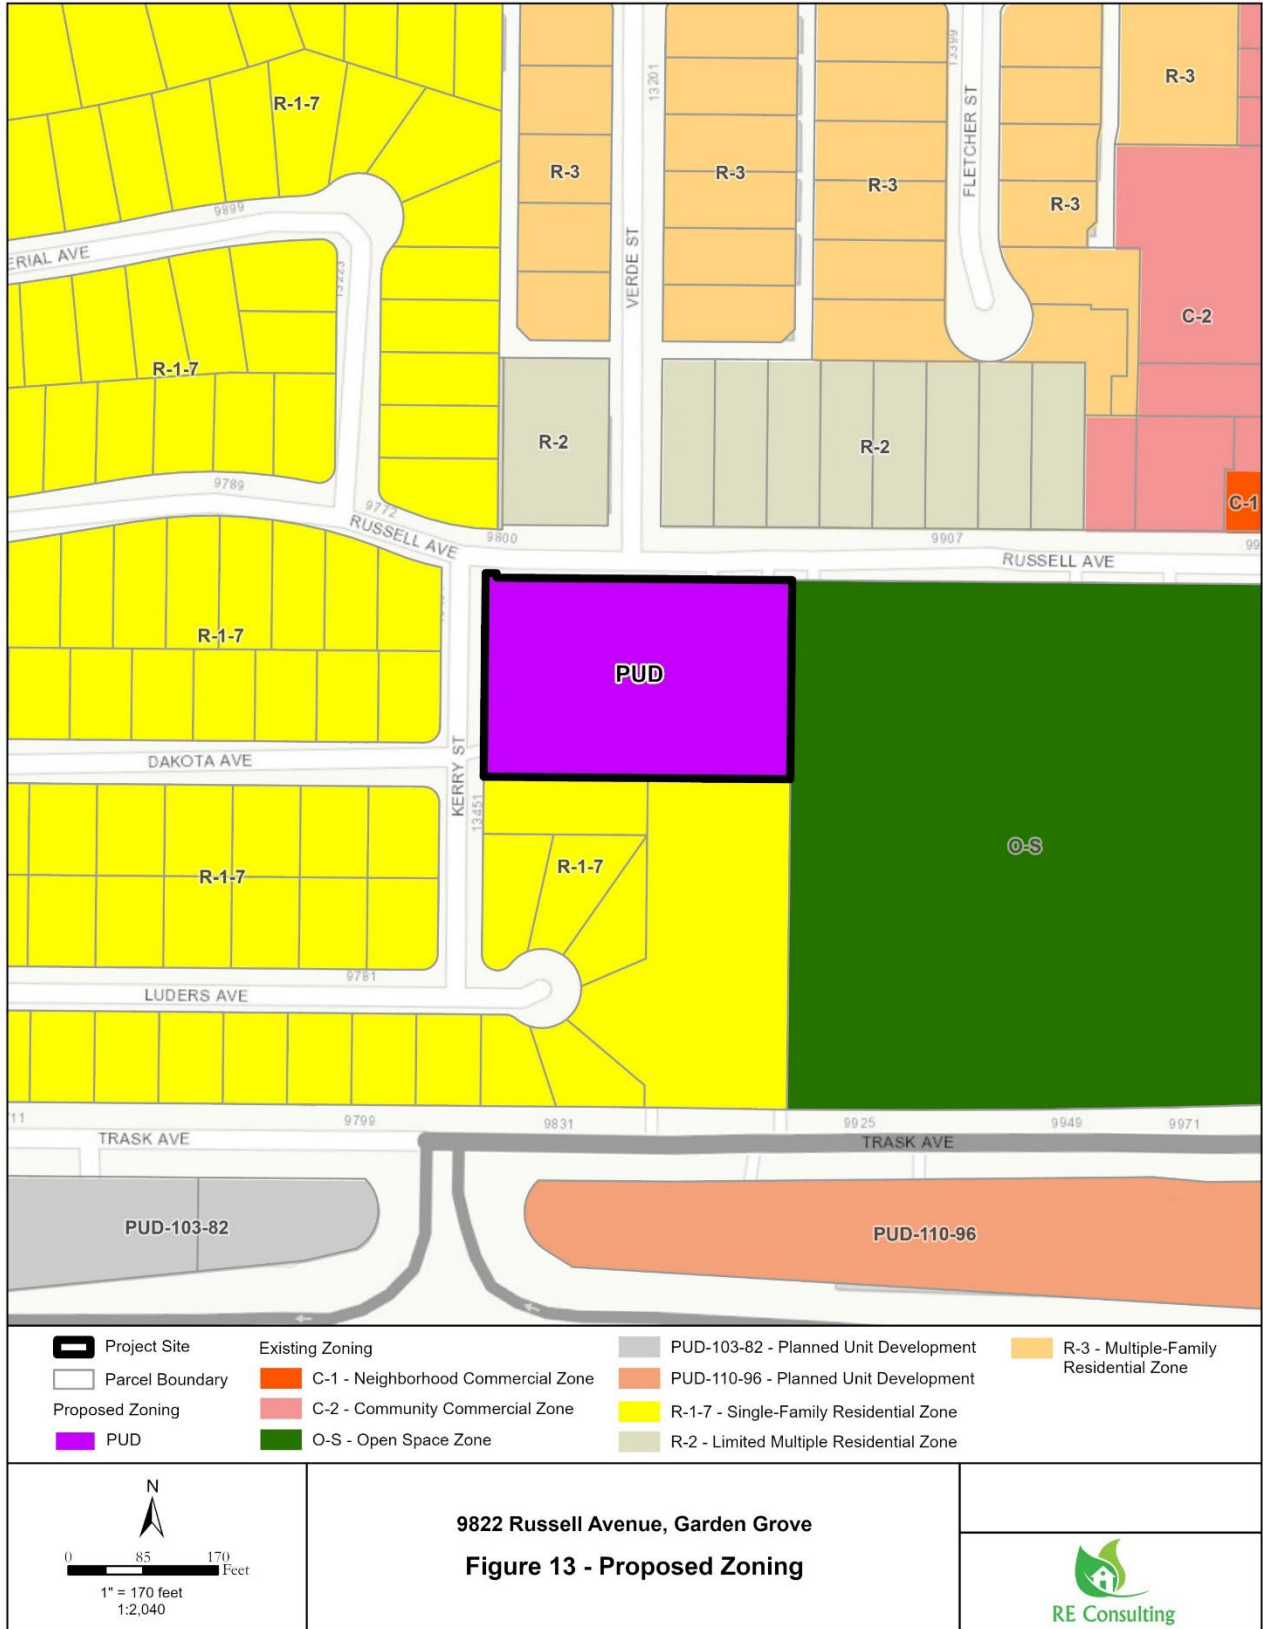 R-1-7
R-3
R-3
R-3
R-3
R-3
13201
13399
FLETCHER ST
VERDE ST
9899
ERIAL AVE
13223
C-2
R-1-7
R-2
R-2
9789
9772
RUSSELL AVE
9800
9907
RUSSELL AVE
C-1
99
R-1-7
PUD
DAKOTA AVE
KERRY ST
13451
O-S
R-1-7
R-1-7
9781
LUDERS AVE
11
9799
9831
9925
9949
9971
TRASK AVE
TRASK AVE
PUD-103-82
PUD-110-96
Project Site
Parcel Boundary
Proposed Zoning
PUD
Existing Zoning
C-1 - Neighborhood Commercial Zone
C-2 - Community Commercial Zone
O-S - Open Space Zone
PUD-103-82 - Planned Unit Development
PUD-110-96 - Planned Unit Development
R-1-7 - Single-Family Residential Zone
R-2 - Limited Multiple Residential Zone
R-3 - Multiple-Family
Residential Zone
N
0 85 170
Feet
1" = 170 feet
1:2,040
9822 Russell Avenue, Garden Grove
Figure 13 - Proposed Zoning
RE Consulting